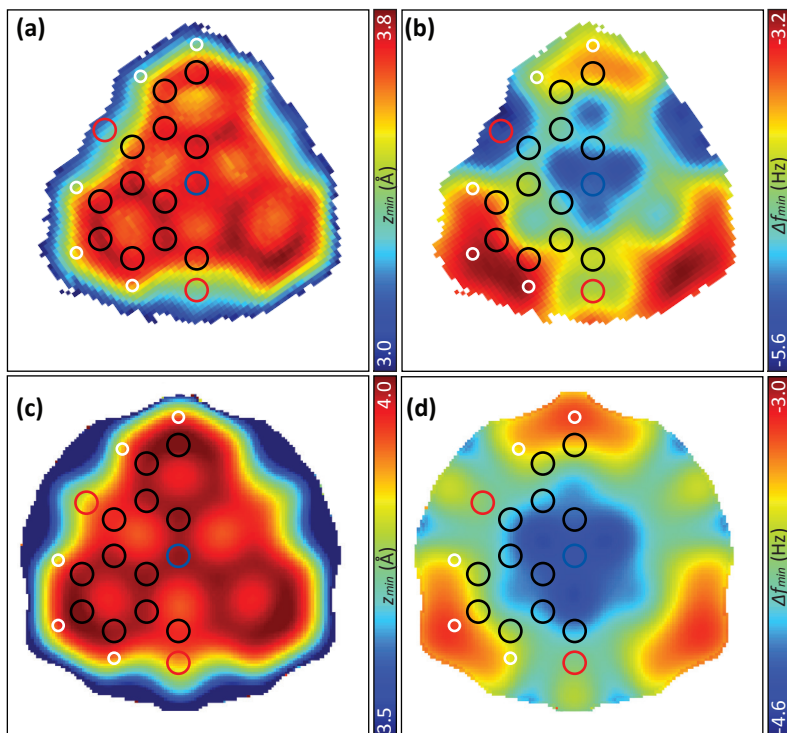 (a)
3.8
z_min (Å)
3.0
(b)
-3.2
Δf_min (Hz)
-5.6
(c)
4.0
z_min (Å)
3.5
(d)
-3.0
Δf_min (Hz)
-4.6